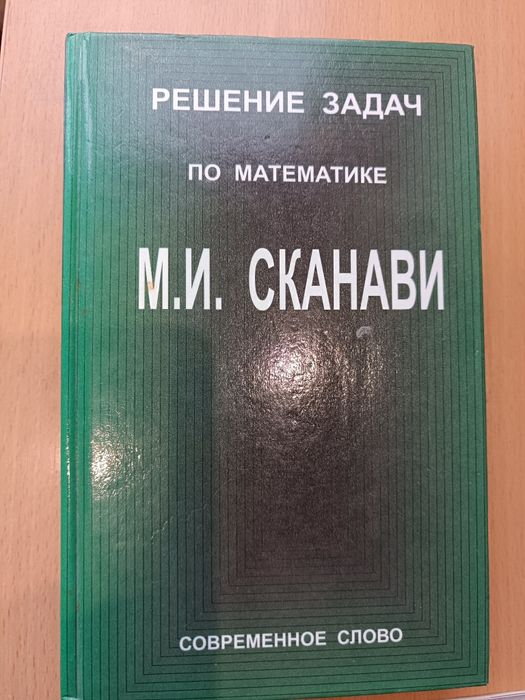 РЕШЕНИЕ ЗАДАЧ
ПО МАТЕМАТИКЕ
М.И. СКАНАВИ
СОВРЕМЕННОЕ СЛОВО